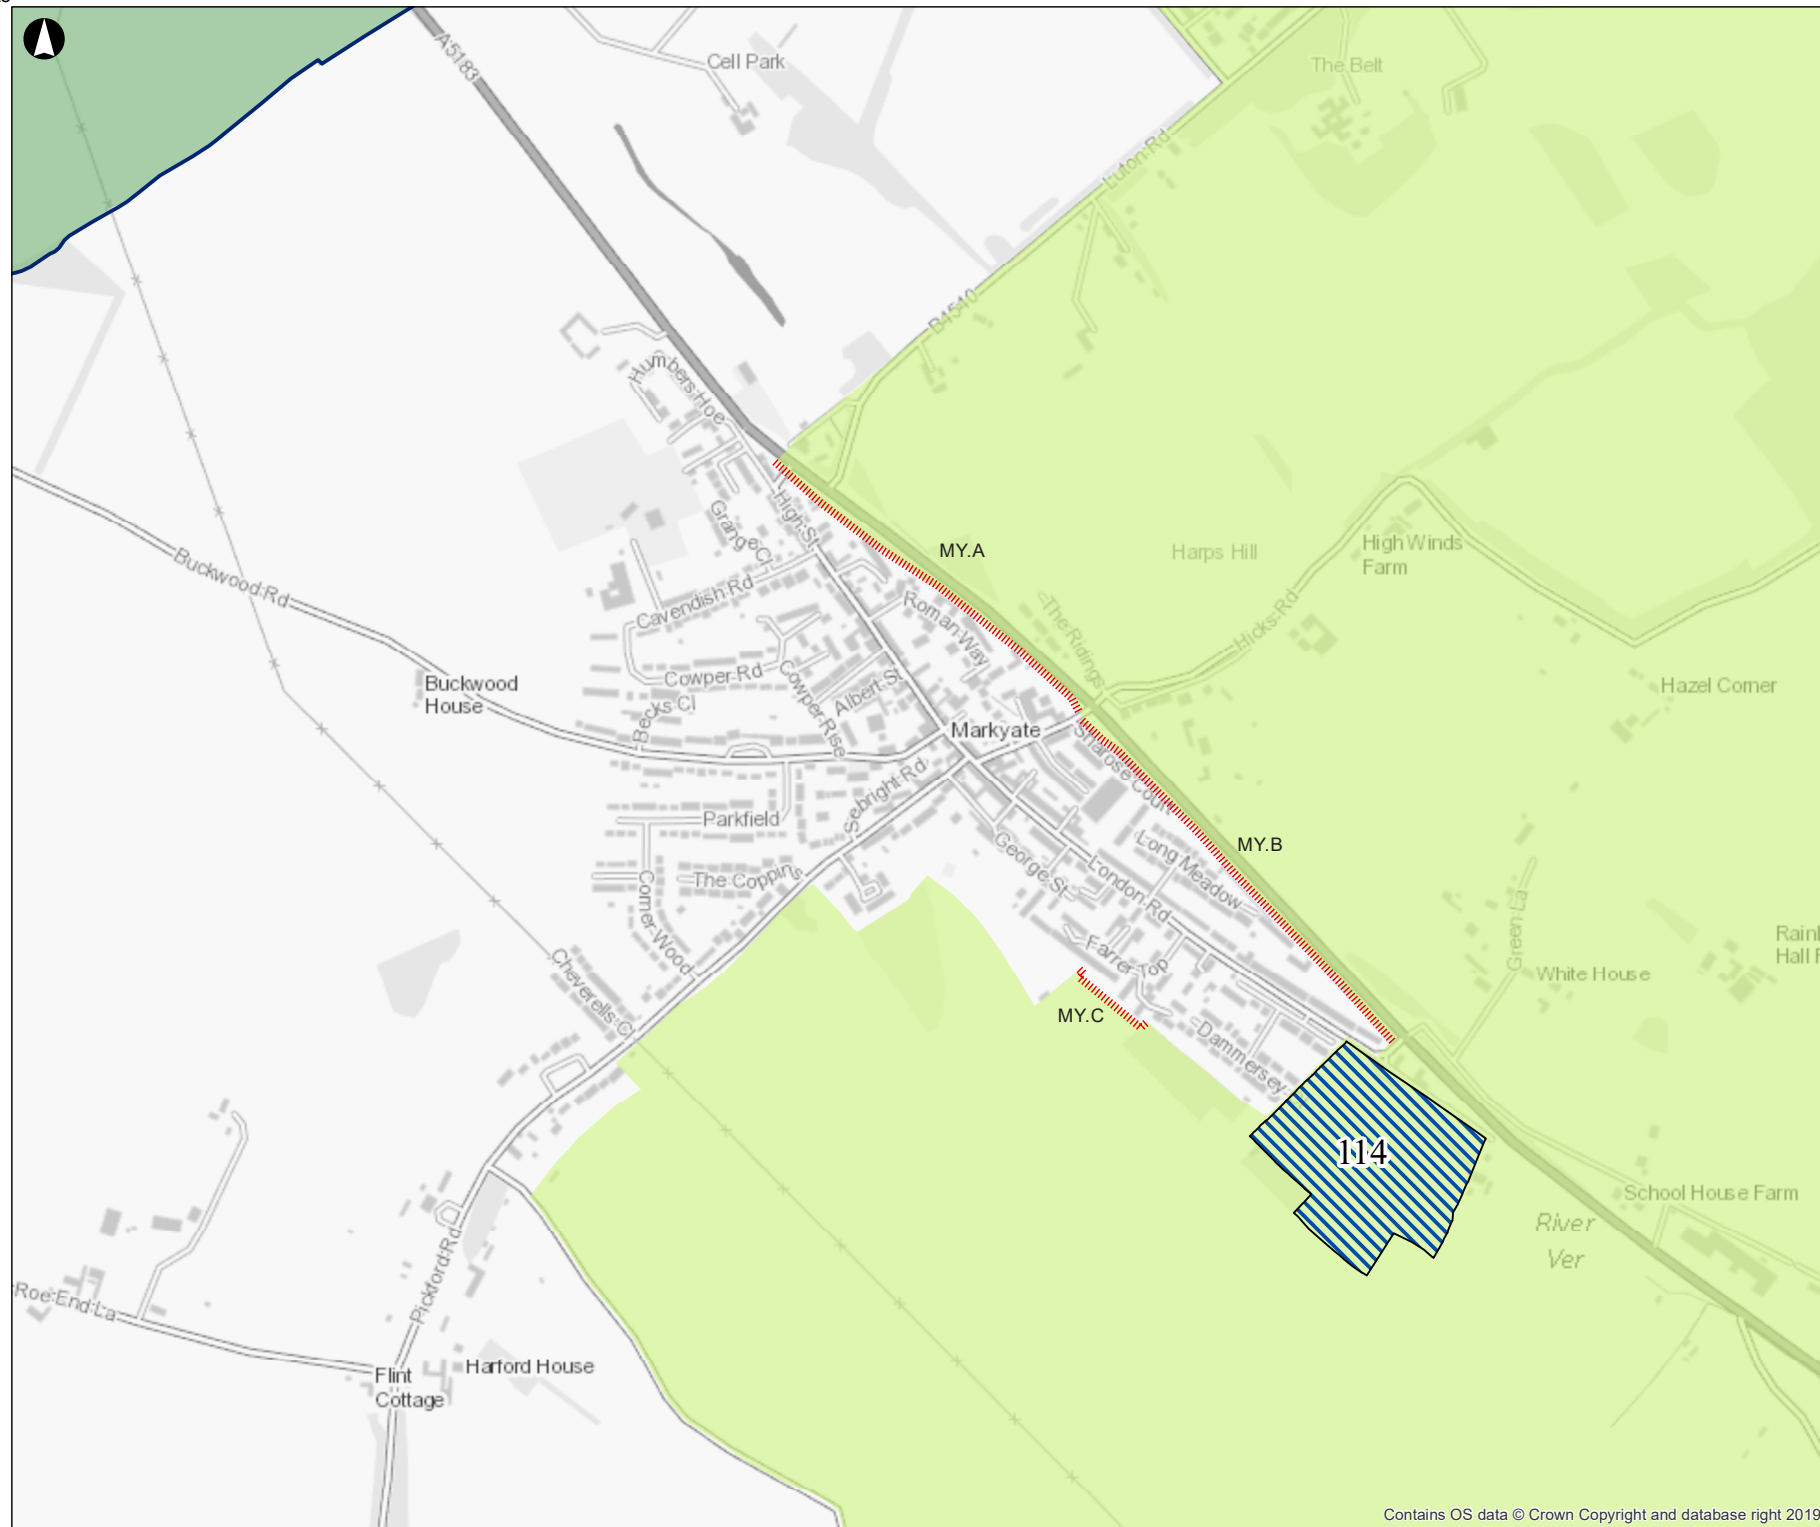 A5183
Cell Park
The Belt
Luton Rd
B4540
Humbers Hoe
High St
Grange Cl
MY.A
Harps Hill
High Winds
Farm
Buckwood Rd
Cavendish Rd
Roman Way
The Ridings
Hicks Rd
Buckwood
House
Cowper Rd
Cowper Rise
Albert St
Becks Cl
Hazel Corner
Markyate
Sharose Court
Sebright Rd
Parkfield
MY.B
Long Meadow
George St
London Rd
The Coppins
Corner Wood
Green La
Farrer Top
White House
Hall
Cheverells Cl
MY.C
Dammersey
114
School House Farm
River
Ver
Pickford Rd
Roe End La
Flint
Cottage
Harford House
Contains OS data © Crown Copyright and database right 2019